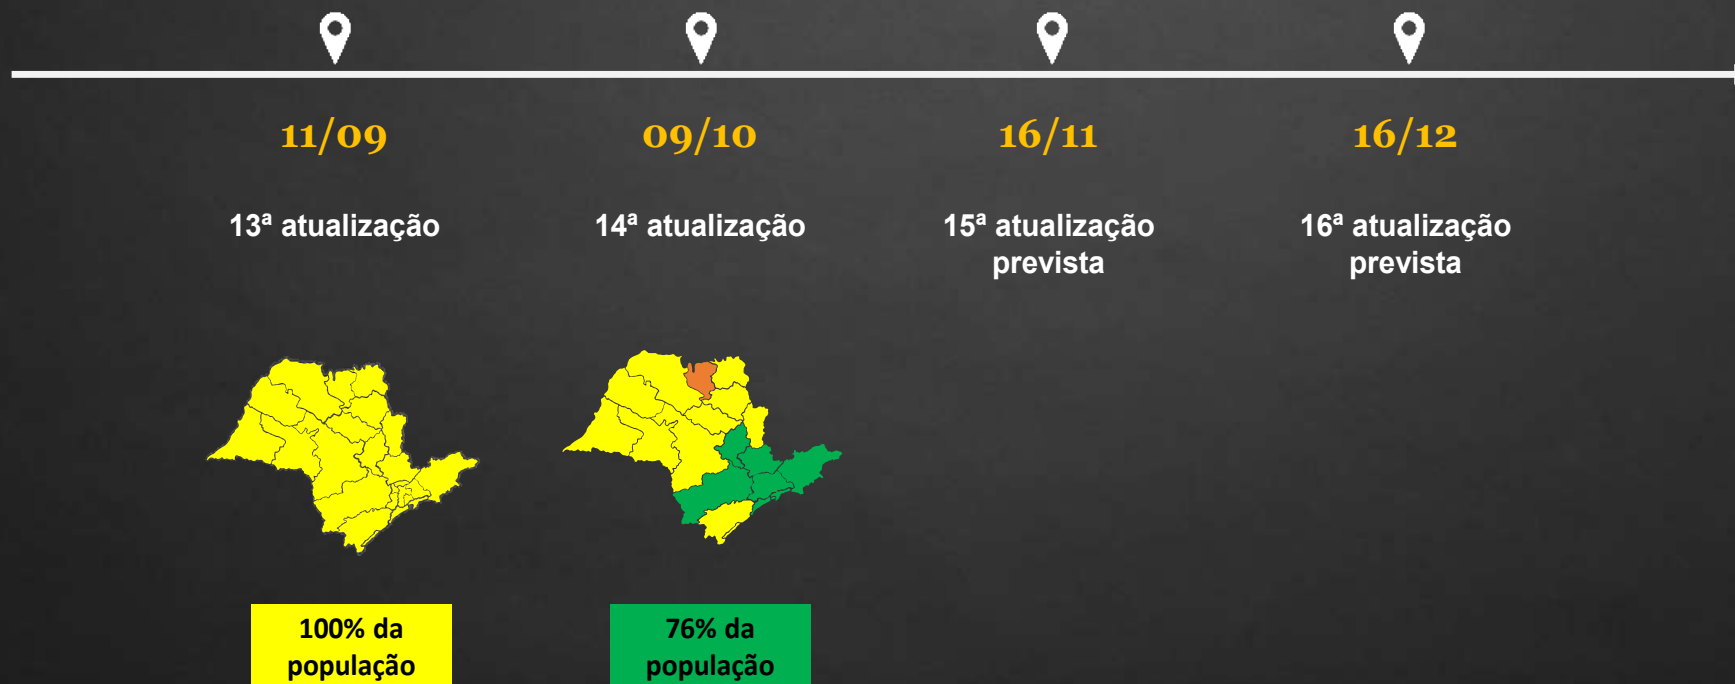 11/09
09/10
16/11
16/12
13ª atualização
14ª atualização
15ª atualização
prevista
16ª atualização
prevista
100% da
população
76% da
população